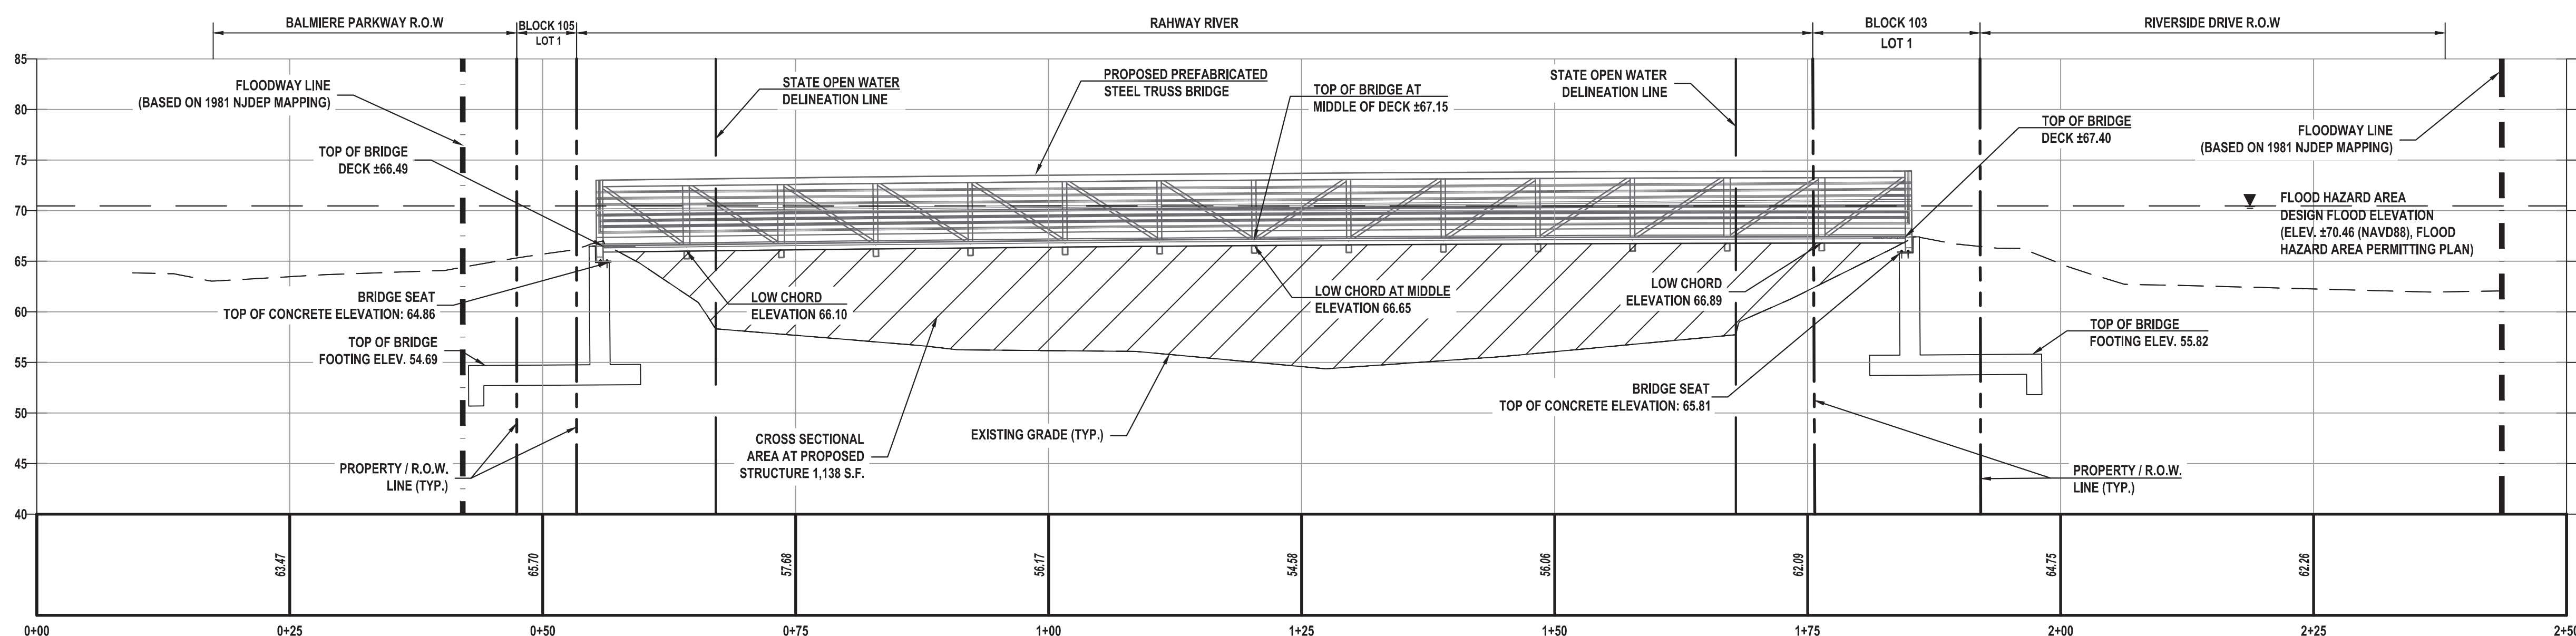 BALMIERE PARKWAY R.O.W
BLOCK 105
LOT 1
RAHWAY RIVER
BLOCK 103
LOT 1
RIVERSIDE DRIVE R.O.W
85
80
75
70
65
60
55
50
45
40
FLOODWAY LINE
(BASED ON 1981 NJDEP MAPPING)
TOP OF BRIDGE
DECK ±66.49
BRIDGE SEAT
TOP OF CONCRETE ELEVATION: 64.86
TOP OF BRIDGE
FOOTING ELEV. 54.69
PROPERTY / R.O.W.
LINE (TYP.)
STATE OPEN WATER
DELINEATION LINE
LOW CHORD
ELEVATION 66.10
CROSS SECTIONAL
AREA AT PROPOSED
STRUCTURE 1,138 S.F.
PROPOSED PREFABRICATED
STEEL TRUSS BRIDGE
EXISTING GRADE (TYP.)
TOP OF BRIDGE AT
MIDDLE OF DECK ±67.15
LOW CHORD AT MIDDLE
ELEVATION 66.65
STATE OPEN WATER
DELINEATION LINE
LOW CHORD
ELEVATION 66.89
BRIDGE SEAT
TOP OF CONCRETE ELEVATION: 65.81
TOP OF BRIDGE
DECK ±67.40
TOP OF BRIDGE
FOOTING ELEV. 55.82
PROPERTY / R.O.W.
LINE (TYP.)
FLOODWAY LINE
(BASED ON 1981 NJDEP MAPPING)
FLOOD HAZARD AREA
DESIGN FLOOD ELEVATION
(ELEV. ±70.46 (NAVD88), FLOOD
HAZARD AREA PERMITTING PLAN)
63.47
65.70
57.68
56.17
54.58
56.06
62.09
64.75
62.26
0+00
0+25
0+50
0+75
1+00
1+25
1+50
1+75
2+00
2+25
2+50